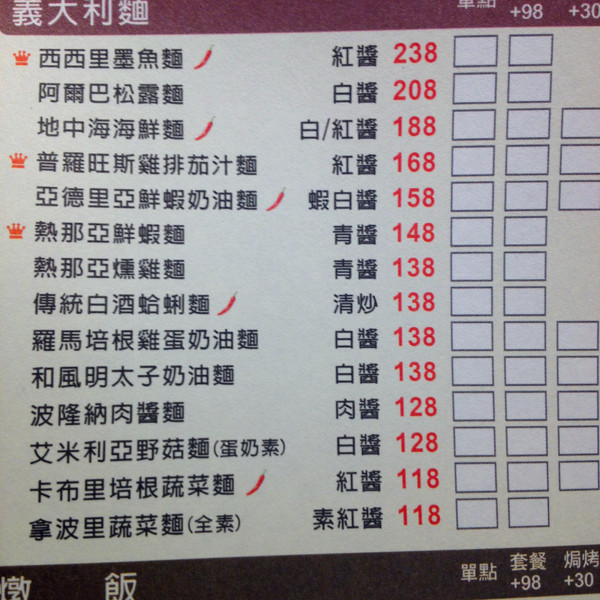 義大利麵 單點 +98 +30
西西里墨魚麵 紅醬 238
阿爾巴松露麵 白醬 208
地中海海鮮麵 白/紅醬 188
普羅旺斯雞排茄汁麵 紅醬 168
亞德里亞鮮蝦奶油麵 蝦白醬 158
熱那亞鮮蝦麵 青醬 148
熱那亞燻雞麵 青醬 138
傳統白酒蛤蜊麵 清炒 138
羅馬培根雞蛋奶油麵 白醬 138
和風明太子奶油麵 白醬 138
波隆納肉醬麵 肉醬 128
艾米利亞野菇麵(蛋奶素) 白醬 128
卡布里培根蔬菜麵 紅醬 118
拿波里蔬菜麵(全素) 素紅醬 118
燉飯 單點 套餐 焗烤
+98 +30